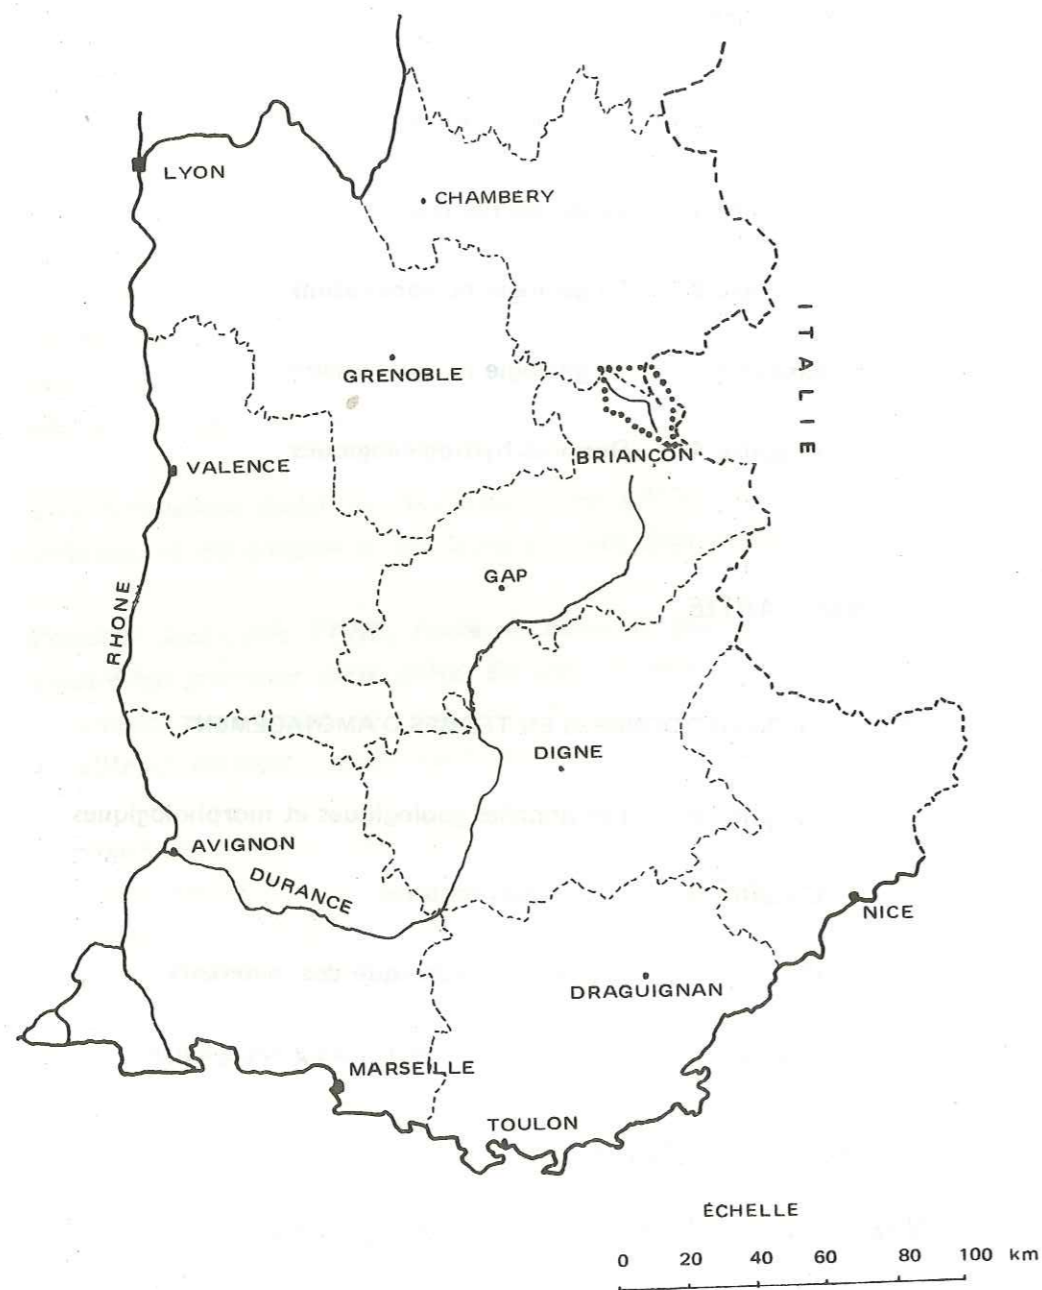 LYON
CHAMBERY
ITALIE
GRENOBLE
BRIANCON
VALENCE
GAP
RHONE
DIGNE
AVIGNON
DURANCE
NICE
DRAGUIGNAN
MARSEILLE
TOULON
ÉCHELLE
0 20 40 60 80 100 km